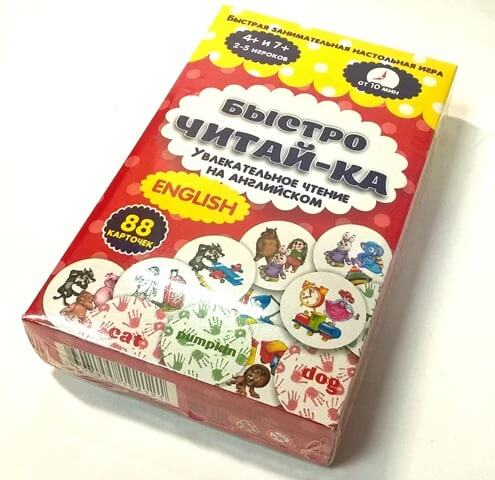 БЫСТРАЯ ЗАНИМАТЕЛЬНАЯ НАСТОЛЬНАЯ ИГРА
4+ и 7+
2-5 ИГРОКОВ
ОТ 10 МИН
БЫСТРО
ЧИТАЙ-КА
УВЛЕКАТЕЛЬНОЕ ЧТЕНИЕ
НА АНГЛИЙСКОМ
ENGLISH
88
КАРТОЧЕК
cat
pumpkin
dog